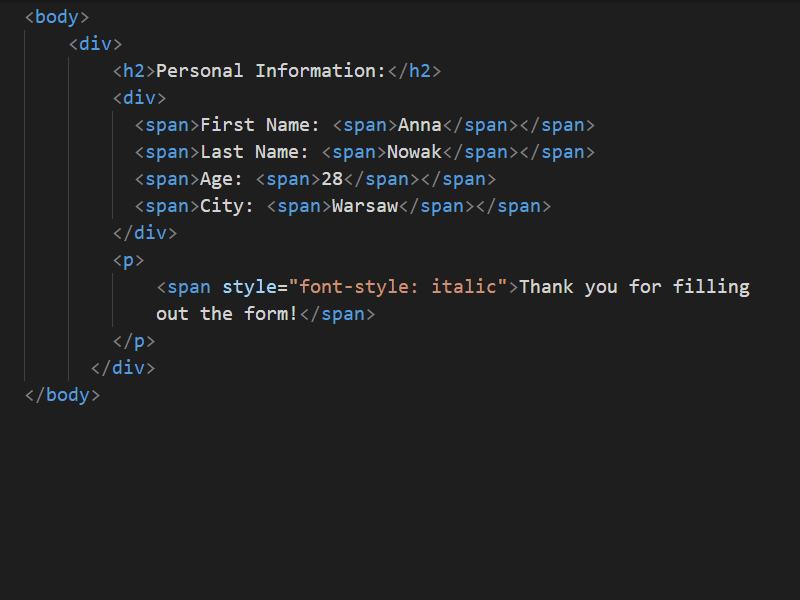 <body>
<div>
<h2>Personal Information:</h2>
<div>
<span>First Name: <span>Anna</span></span>
<span>Last Name: <span>Nowak</span></span>
<span>Age: <span>28</span></span>
<span>City: <span>Warsaw</span></span>
</div>
<p>
<span style="font-style: italic">Thank you for filling
out the form!</span>
</p>
</div>
</body>